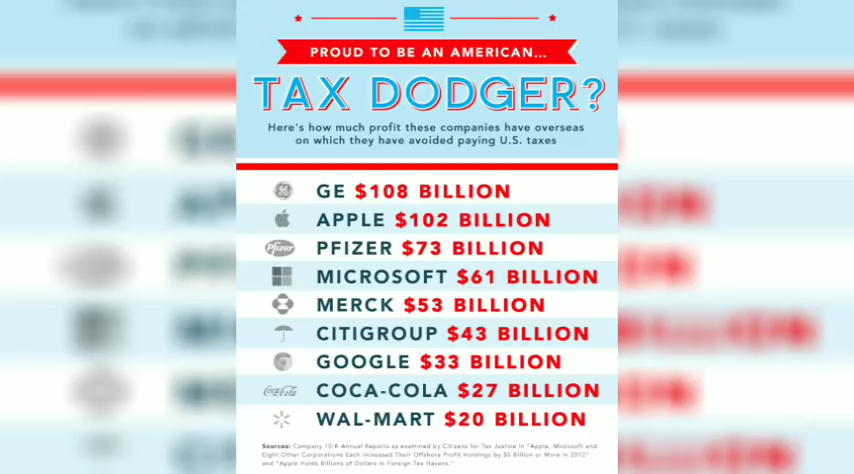 PROUD TO BE AN AMERICAN...
TAX DODGER?
Here's how much profit these companies have overseas
on which they have avoided paying U.S. taxes
GE $108 BILLION
APPLE $102 BILLION
Pfizer PFIZER $73 BILLION
MICROSOFT $61 BILLION
MERCK $53 BILLION
CITIGROUP $43 BILLION
GOOGLE $33 BILLION
Coca-Cola COCA-COLA $27 BILLION
WAL-MART $20 BILLION
Sources: Company 10-K Annual Reports as examined by Citizens for Tax Justice in "Apple, Microsoft and
Eight Other Corporations Each Increased Their Offshore Profit Holdings by $5 Billion or More in 2012"
and "Apple Holds Billions of Dollars in Foreign Tax Havens."